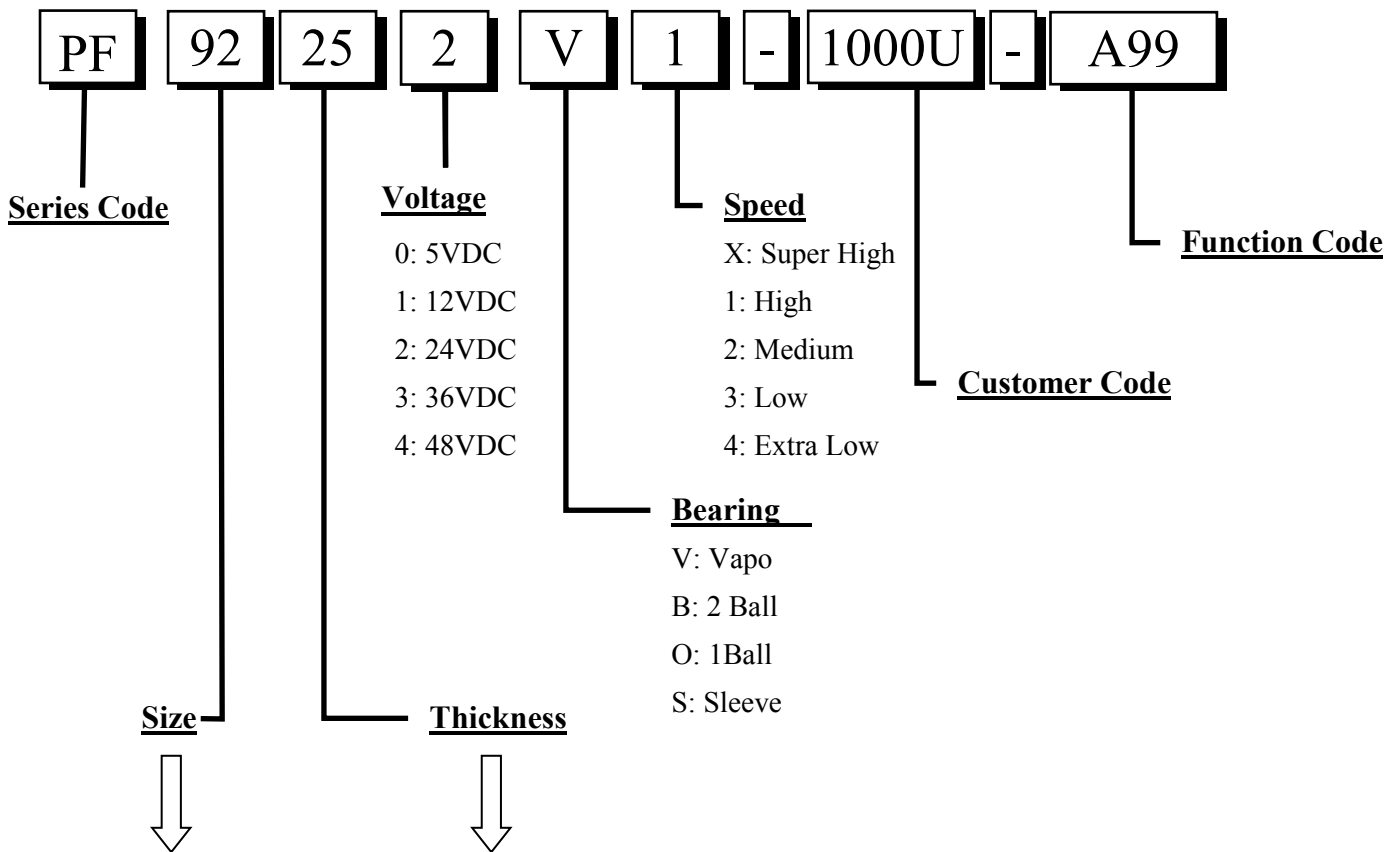 PF 92 25 2 V 1 - 1000U - A99
Series Code
Voltage
0: 5VDC
1: 12VDC
2: 24VDC
3: 36VDC
4: 48VDC
Speed
X: Super High
1: High
2: Medium
3: Low
4: Extra Low
Function Code
Customer Code
Bearing
V: Vapo
B: 2 Ball
O: 1Ball
S: Sleeve
Size
Thickness